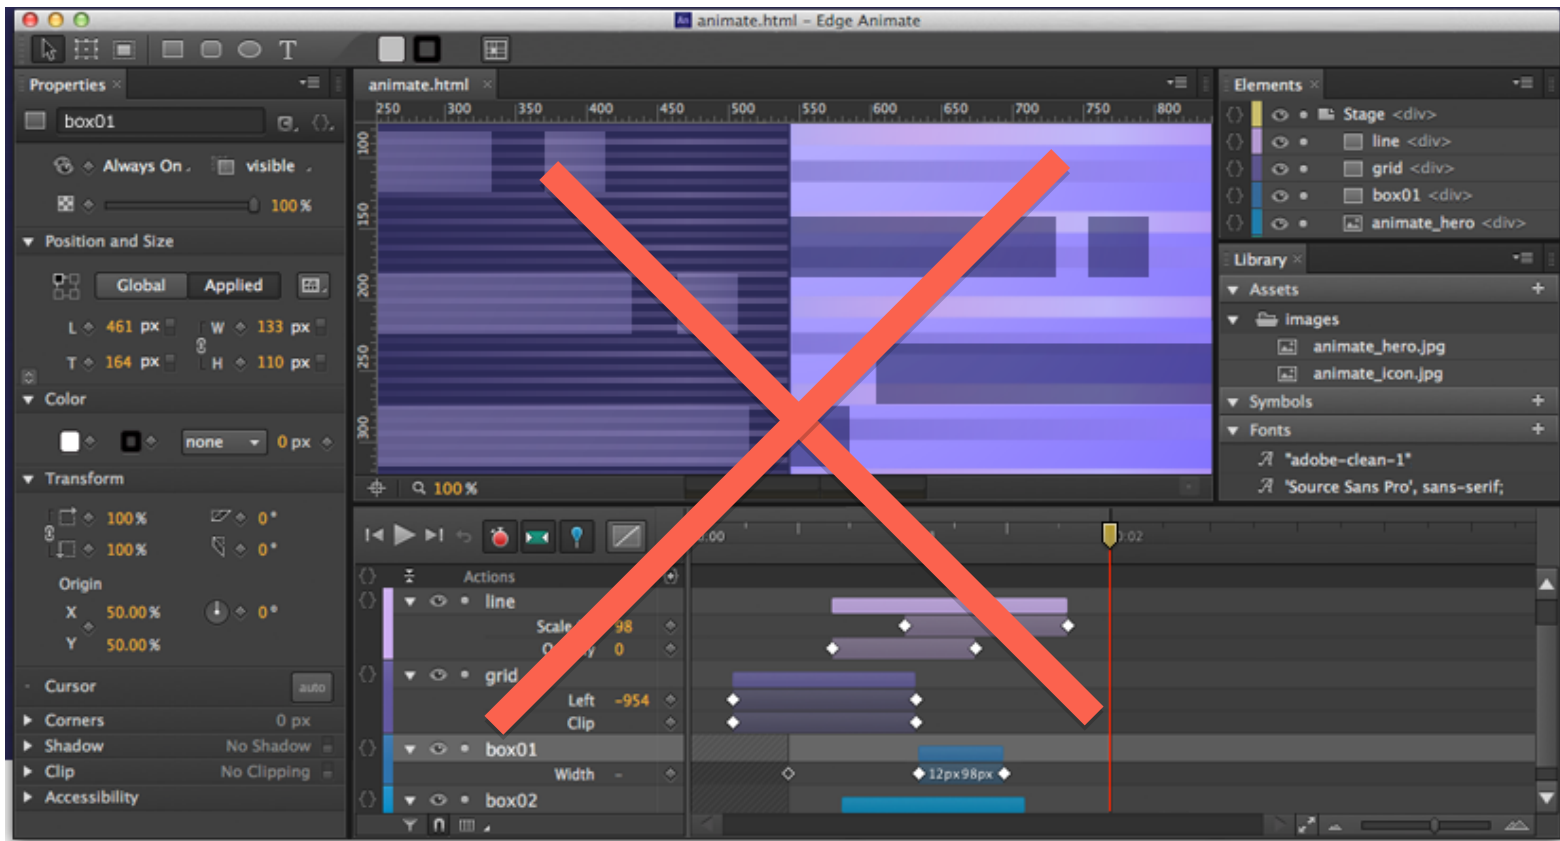 animate.html – Edge Animate
T
Properties
box01
Always On
visible
100%
Position and Size
Global Applied
L 461 px W 133 px
T 164 px H 110 px
Color
none 0 px
Transform
100% 0°
100% 0°
Origin
X 50.00% 0°
Y 50.00%
Cursor auto
Corners 0 px
Shadow No Shadow
Clip No Clipping
Accessibility
animate.html
250 300 350 400 450 500 550 600 650 700 750 800
100
150
200
250
300
100%
Elements
Stage <div>
line <div>
grid <div>
box01 <div>
animate_hero <div>
Library
Assets
images
animate_hero.jpg
animate_icon.jpg
Symbols
Fonts
"adobe-clean-1"
'Source Sans Pro', sans-serif;
0:02
Actions
line
98
0
grid
Left -954
Clip
box01
Width – 12px 98px
box02